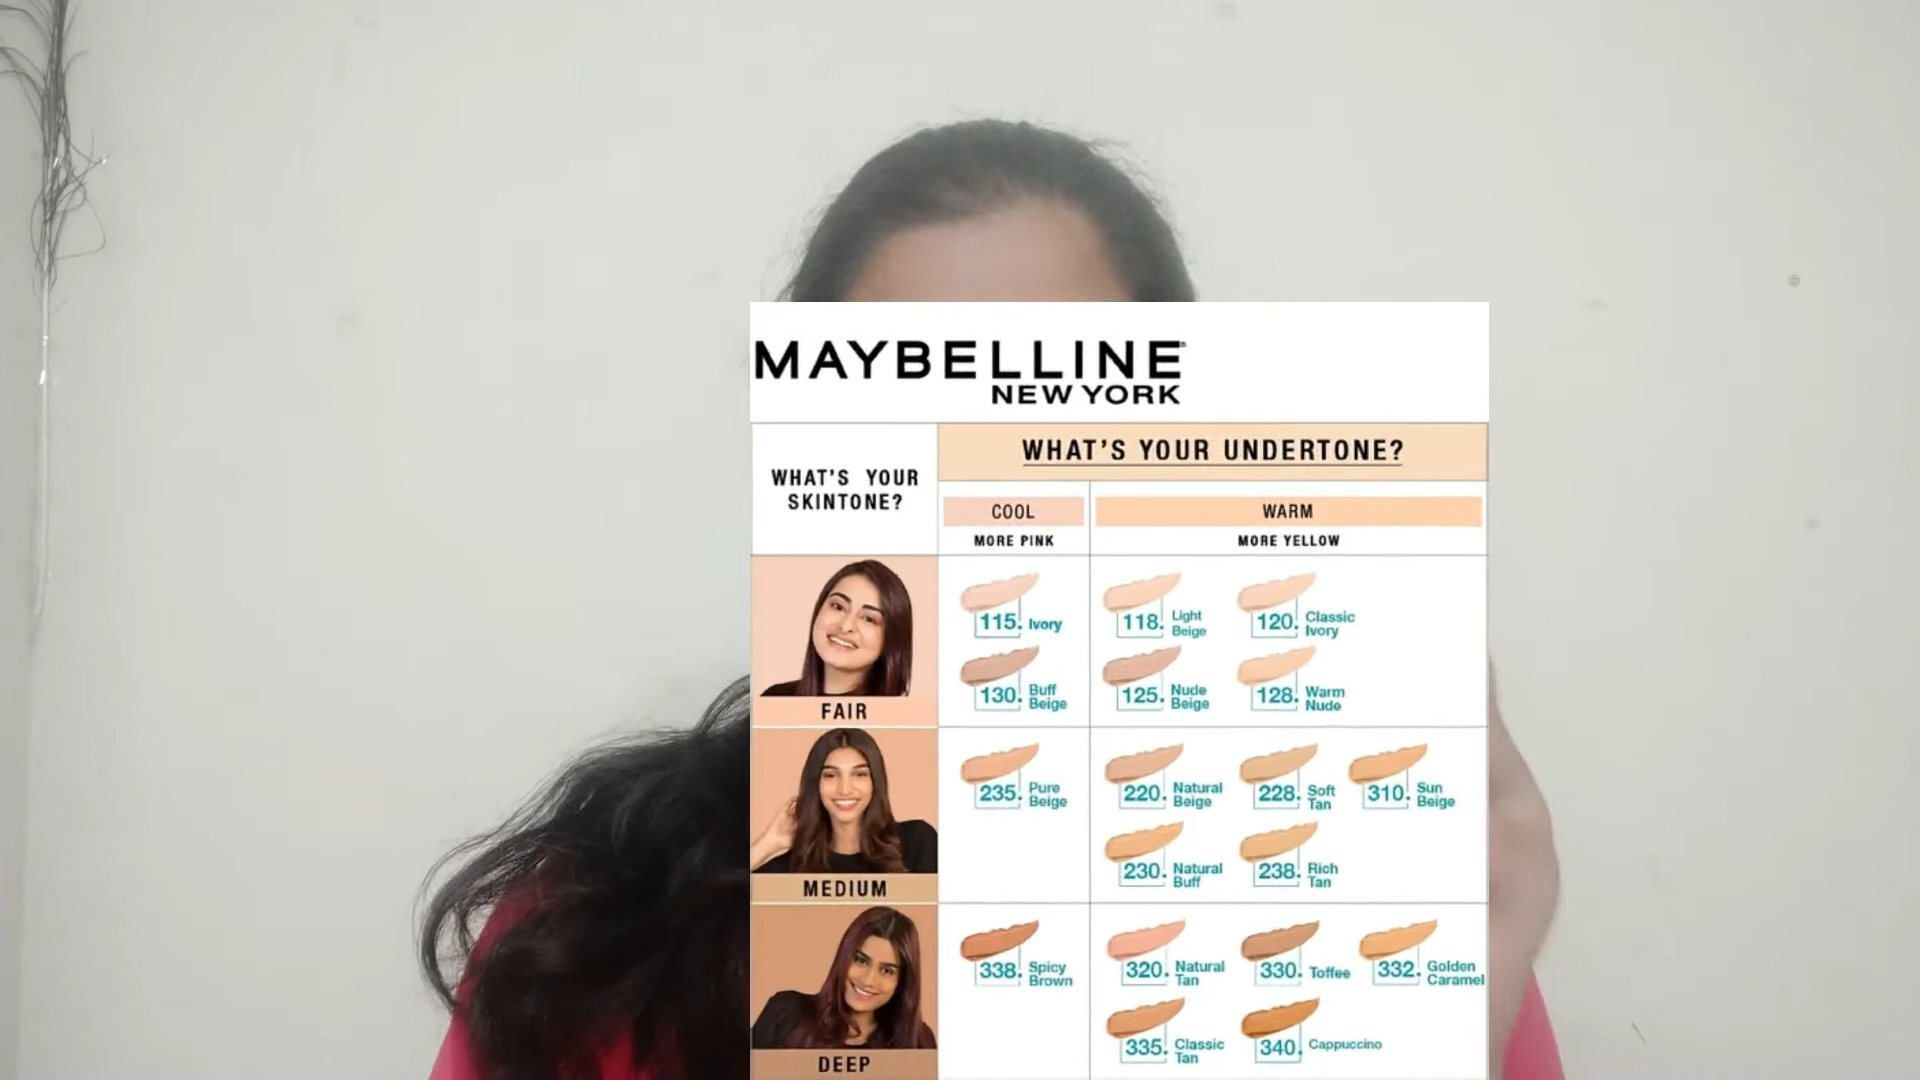 MAYBELLINE
NEW YORK
WHAT'S YOUR
SKINTONE?
WHAT'S YOUR UNDERTONE?
COOL
MORE PINK
WARM
MORE YELLOW
FAIR
115. Ivory
118. Light
Beige
120. Classic
Ivory
130. Buff
Beige
125. Nude
Beige
128. Warm
Nude
MEDIUM
235. Pure
Beige
220. Natural
Beige
228. Soft
Tan
310. Sun
Beige
230. Natural
Buff
238. Rich
Tan
DEEP
338. Spicy
Brown
320. Natural
Tan
330. Toffee
332. Golden
Caramel
335. Classic
Tan
340. Cappuccino